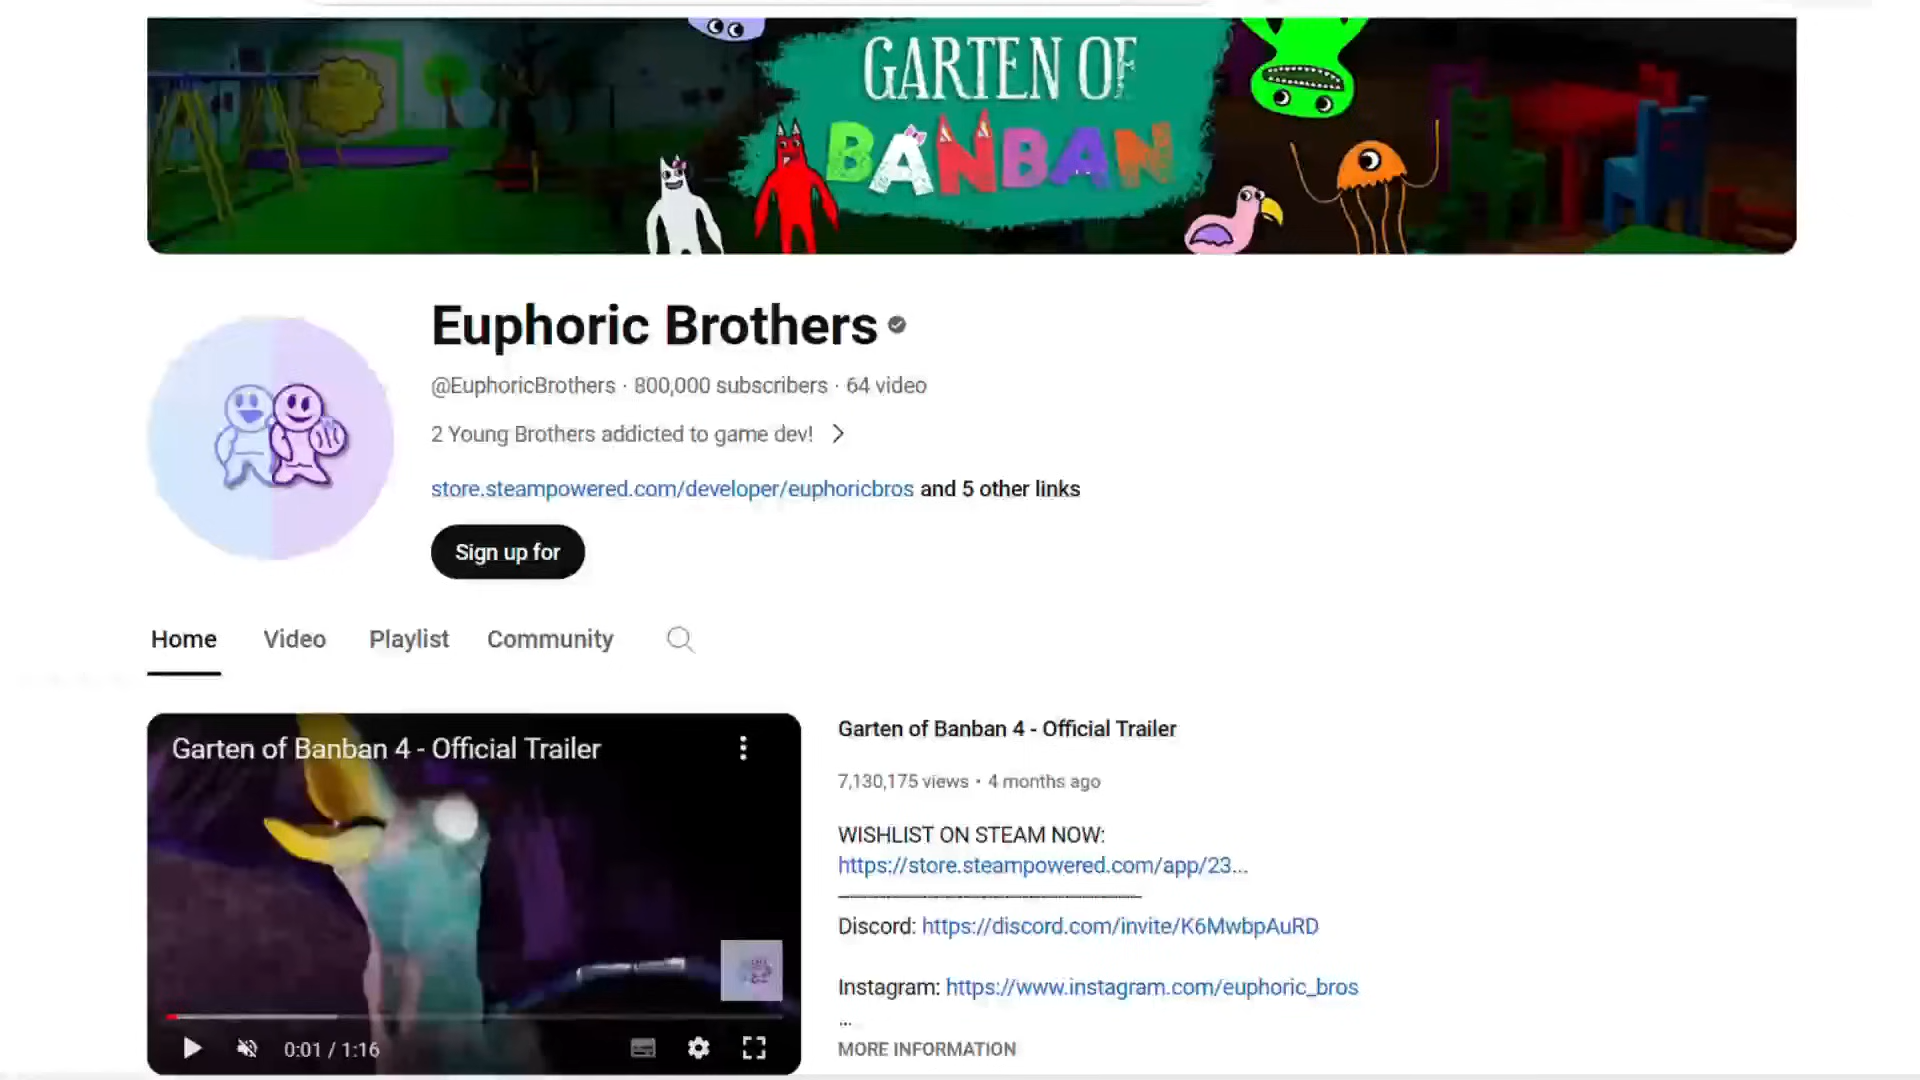 GARTEN OF
BANBAN
Euphoric Brothers
@EuphoricBrothers · 800,000 subscribers · 64 video
2 Young Brothers addicted to game dev!
store.steampowered.com/developer/euphoricbros and 5 other links
Sign up for
Home Video Playlist Community
Garten of Banban 4 - Official Trailer
0:01 / 1:16
Garten of Banban 4 - Official Trailer
7,130,175 views • 4 months ago
WISHLIST ON STEAM NOW:
https://store.steampowered.com/app/23...
Discord: https://discord.com/invite/K6MwbpAuRD
Instagram: https://www.instagram.com/euphoric_bros
...
MORE INFORMATION